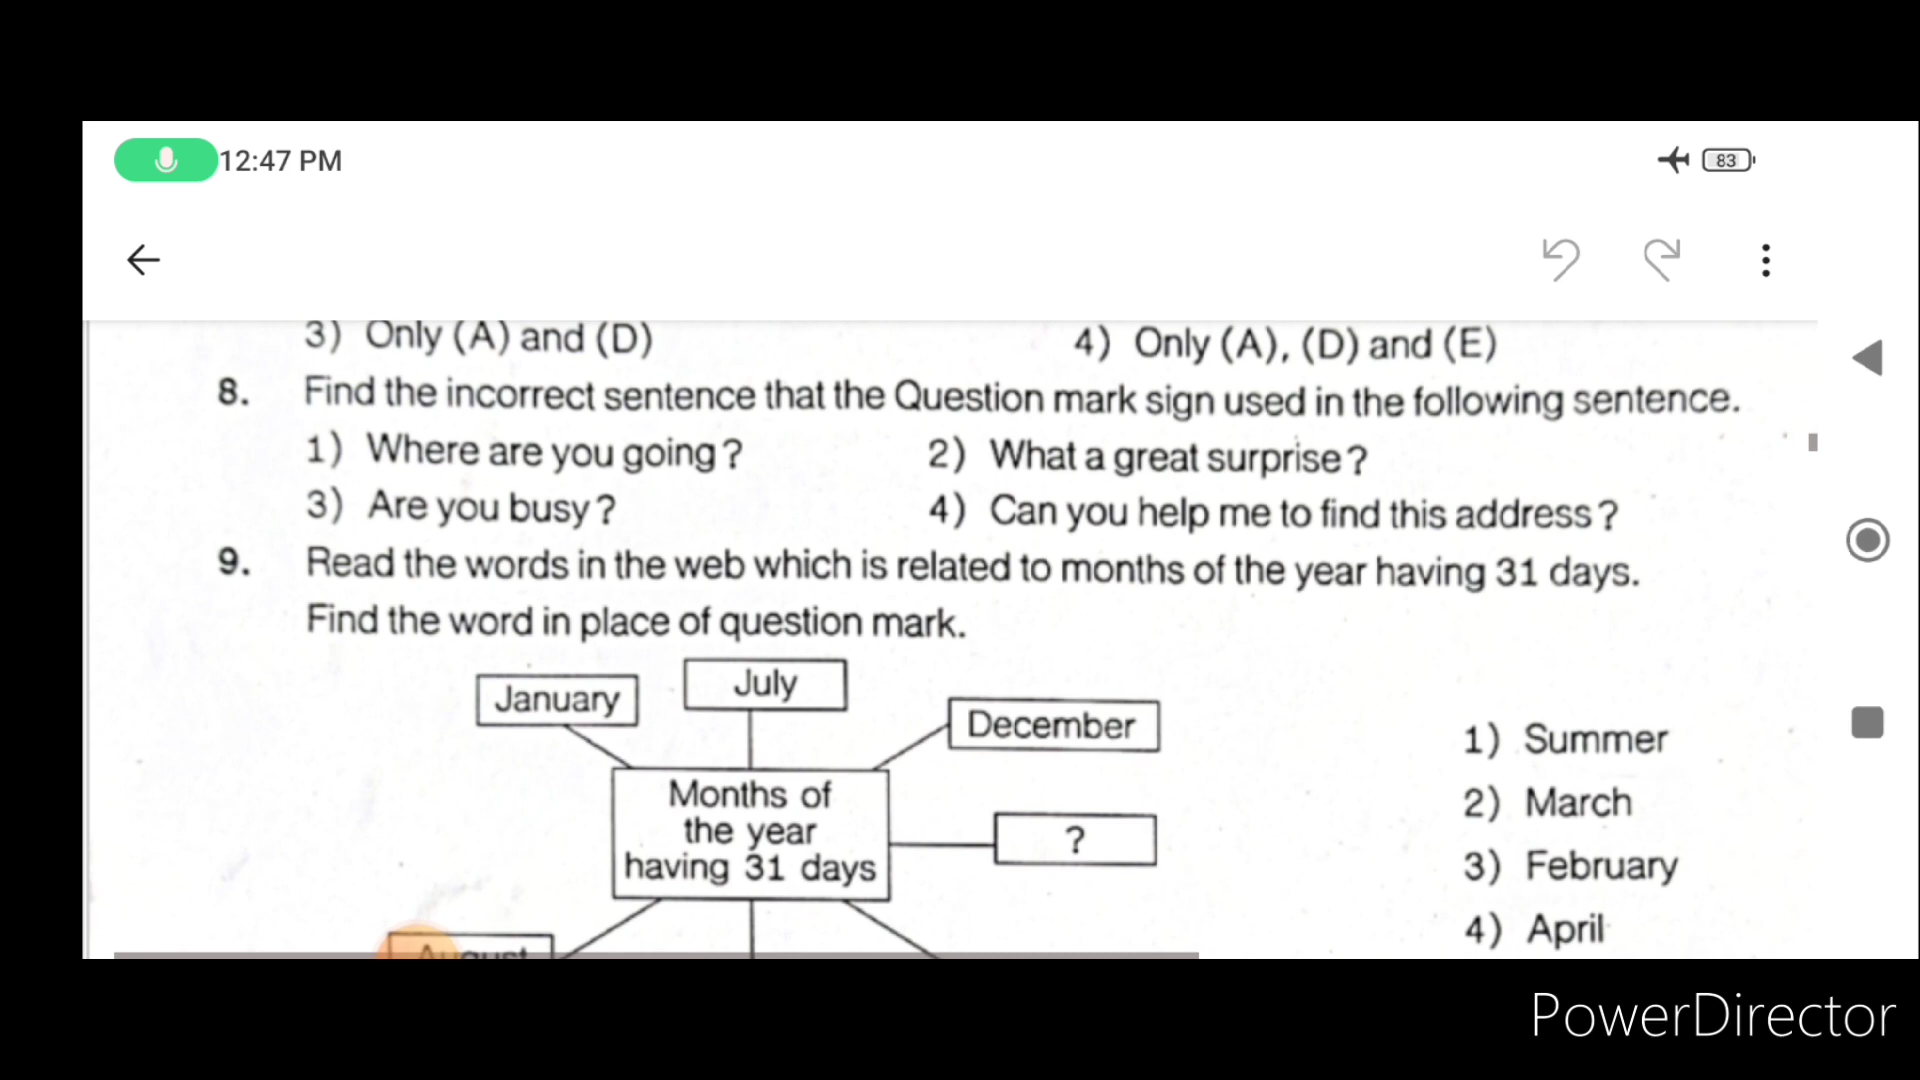 12:47 PM
83
3) Only (A) and (D)
4) Only (A), (D) and (E)
8. Find the incorrect sentence that the Question mark sign used in the following sentence.
1) Where are you going?
2) What a great surprise?
3) Are you busy?
4) Can you help me to find this address?
9. Read the words in the web which is related to months of the year having 31 days.
Find the word in place of question mark.
January
July
December
Months of
the year
having 31 days
?
August
1) Summer
2) March
3) February
4) April
PowerDirector